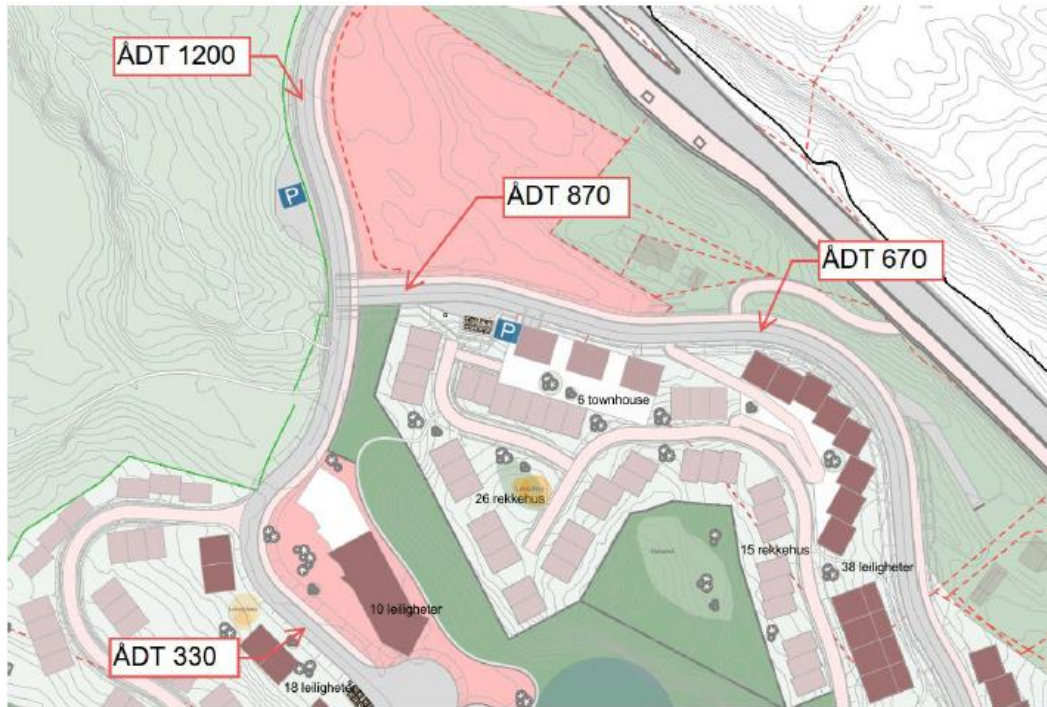 ÅDT 1200
P
ÅDT 870
ÅDT 670
P
6 townhouse
26 rekkehus
15 rekkehus
38 leiligheter
10 leiligheter
ÅDT 330
18 leiligheter